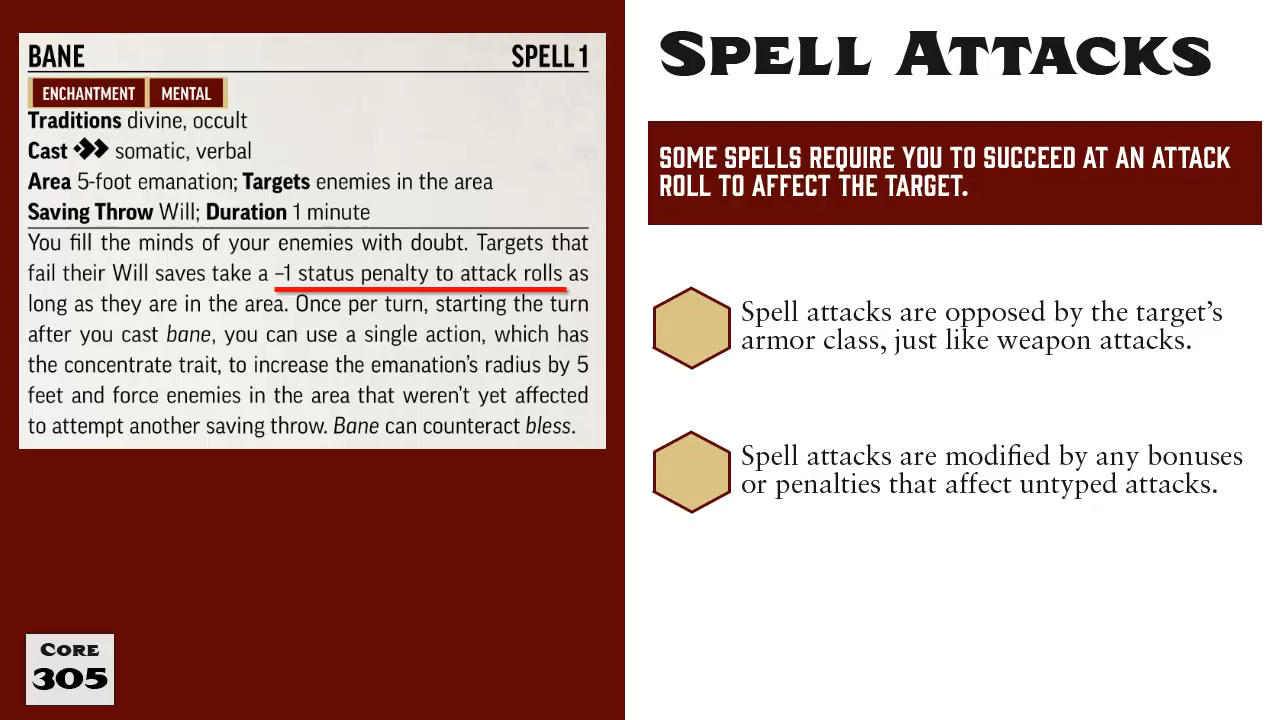 BANE SPELL 1
ENCHANTMENT MENTAL
Traditions divine, occult
Cast somatic, verbal
Area 5-foot emanation; Targets enemies in the area
Saving Throw Will; Duration 1 minute
You fill the minds of your enemies with doubt. Targets that
fail their Will saves take a –1 status penalty to attack rolls as
long as they are in the area. Once per turn, starting the turn
after you cast bane, you can use a single action, which has
the concentrate trait, to increase the emanation's radius by 5
feet and force enemies in the area that weren't yet affected
to attempt another saving throw. Bane can counteract bless.
CORE
305
SPELL ATTACKS
SOME SPELLS REQUIRE YOU TO SUCCEED AT AN ATTACK
ROLL TO AFFECT THE TARGET.
Spell attacks are opposed by the target's
armor class, just like weapon attacks.
Spell attacks are modified by any bonuses
or penalties that affect untyped attacks.